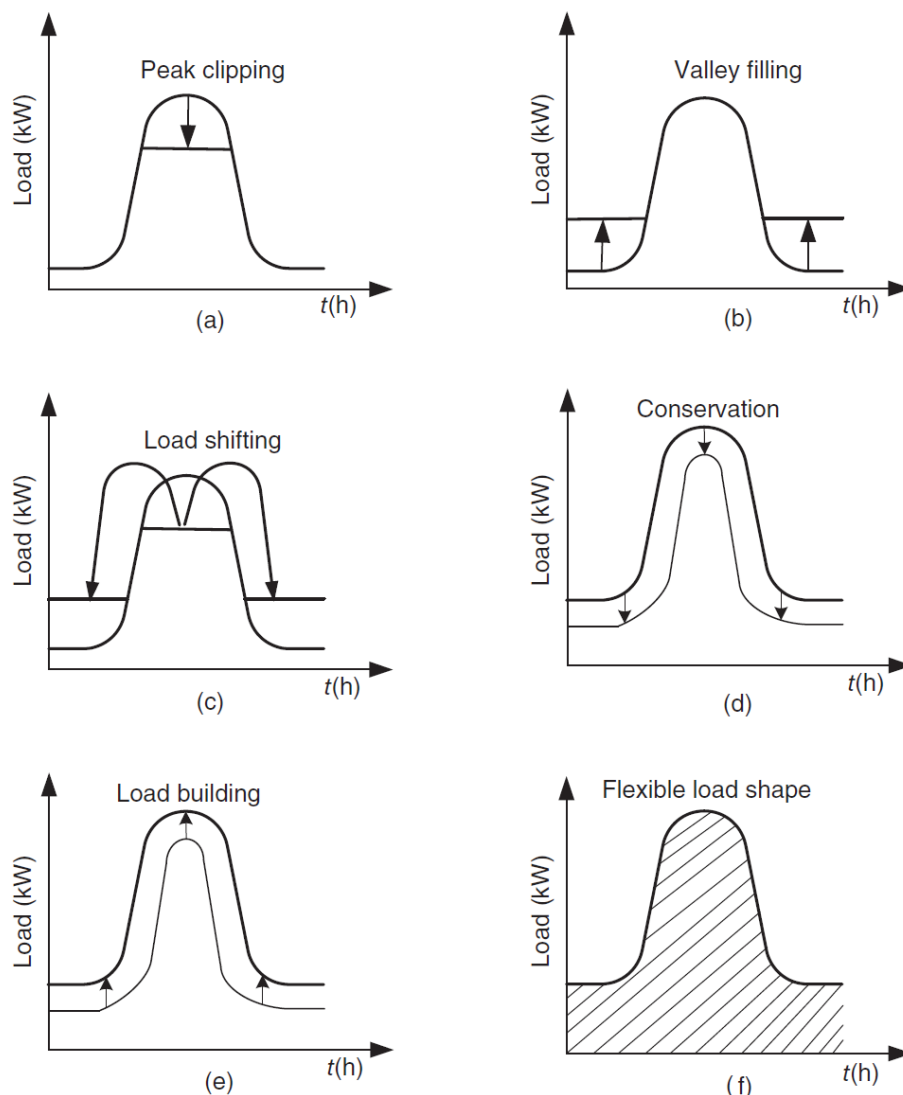 Peak clipping
Load (kW)
t(h)
(a)
Valley filling
Load (kW)
t(h)
(b)
Load shifting
Load (kW)
t(h)
(c)
Conservation
Load (kW)
t(h)
(d)
Load building
Load (kW)
t(h)
(e)
Flexible load shape
Load (kW)
t(h)
(f)